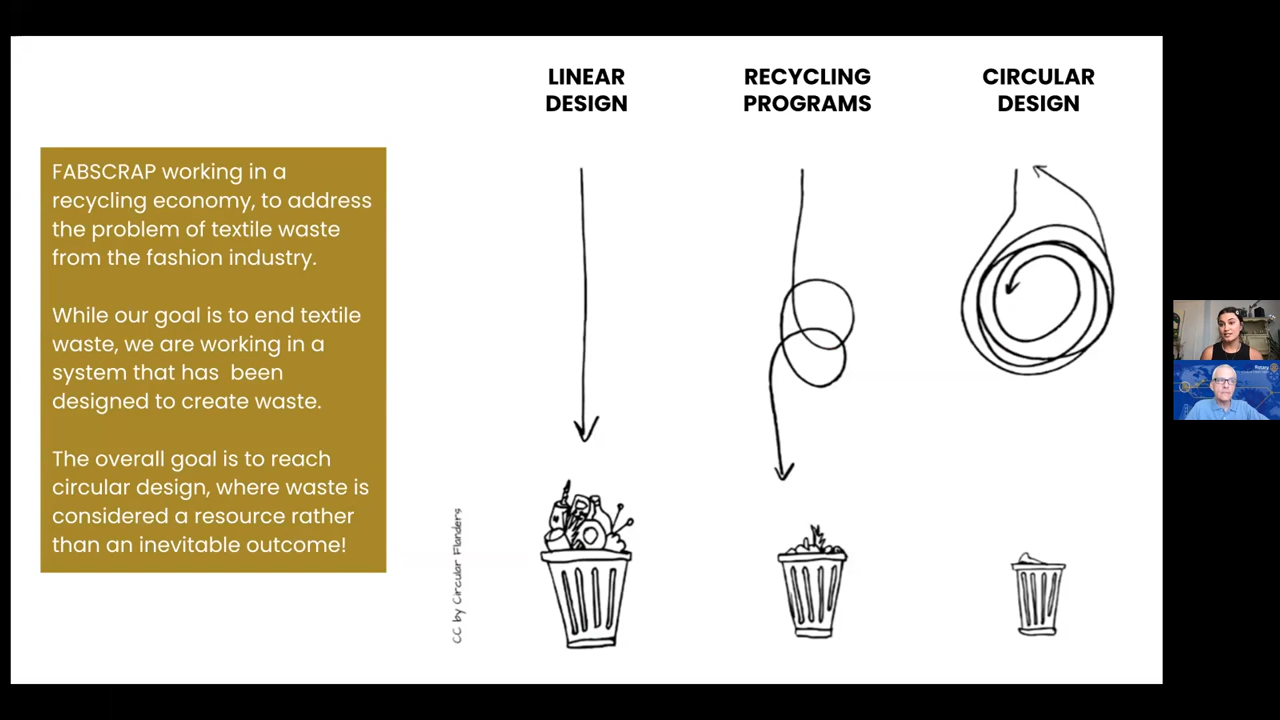 LINEAR
DESIGN
RECYCLING
PROGRAMS
CIRCULAR
DESIGN
FABSCRAP working in a
recycling economy, to address
the problem of textile waste
from the fashion industry.
While our goal is to end textile
waste, we are working in a
system that has  been
designed to create waste.
The overall goal is to reach
circular design, where waste is
considered a resource rather
than an inevitable outcome!
CC by Circular Flanders
Rotary